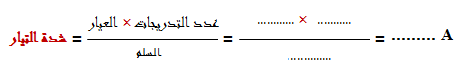 شدة التيار = عدد التدريجات × العيار / السلم = ............ × ........... / .............. = ......... A